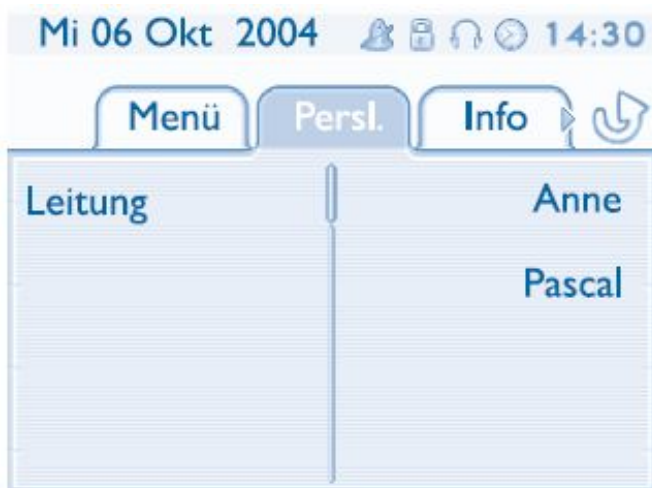 Mi 06 Okt 2004 14:30
Menü Persl. Info
Leitung Anne
Pascal